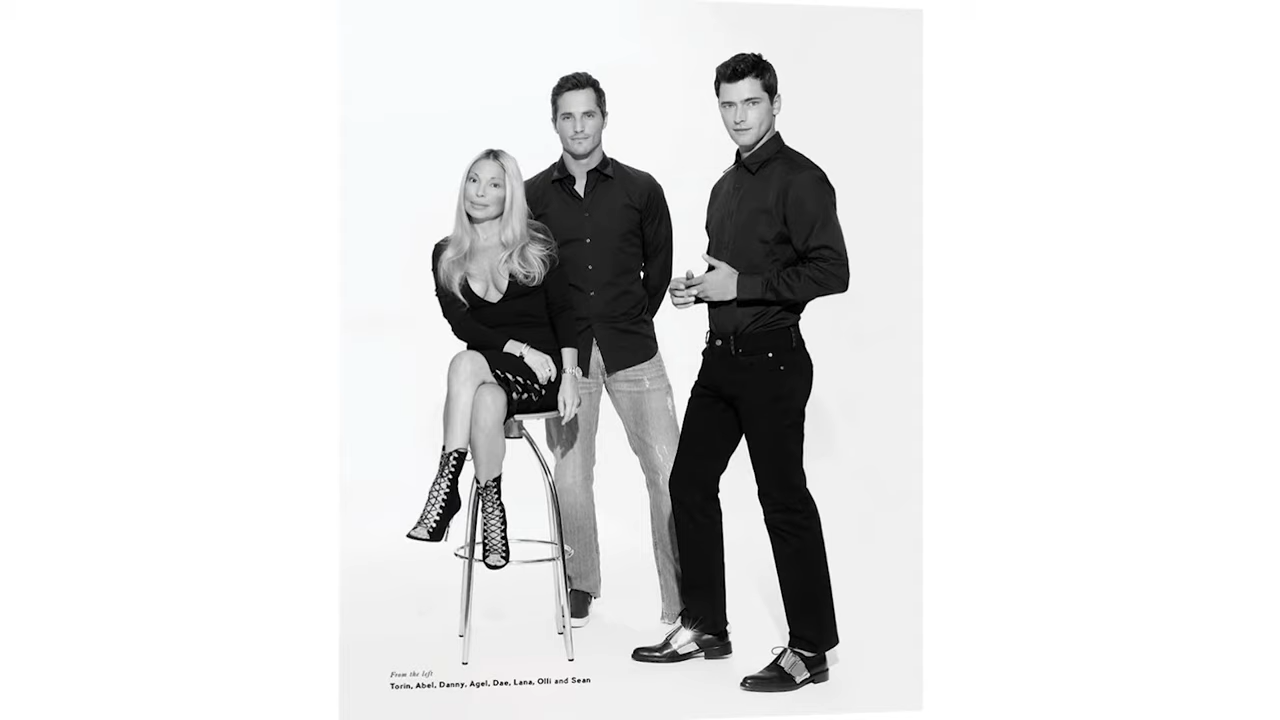 From the left
Torin, Abel, Danny, Agel, Dae, Lana, Olli and Sean